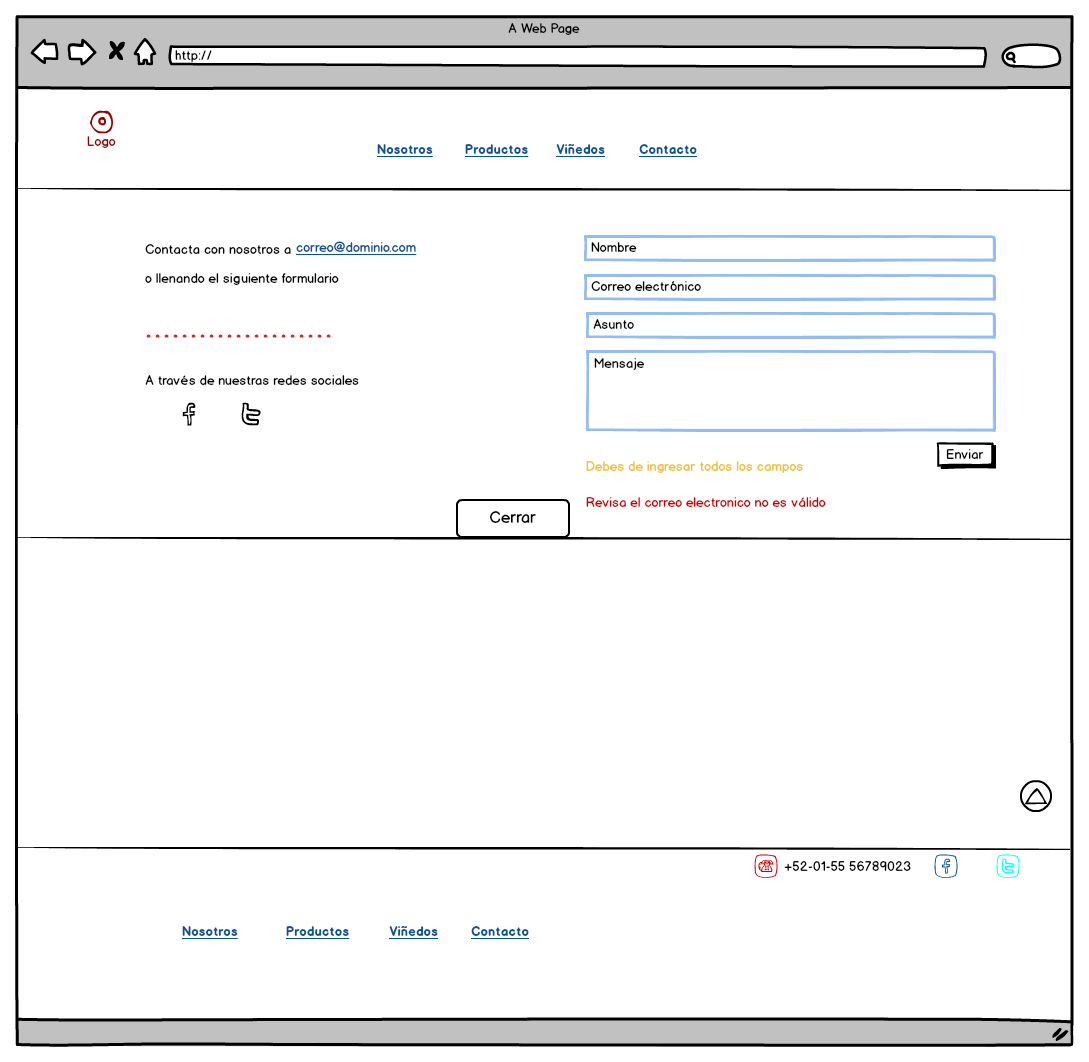 A Web Page
http://
Logo
Nosotros Productos Viñedos Contacto
Contacta con nosotros a correo@dominio.com
o llenando el siguiente formulario
A través de nuestras redes sociales
Nombre
Correo electrónico
Asunto
Mensaje
Enviar
Debes de ingresar todos los campos
Revisa el correo electronico no es válido
Cerrar
+52-01-55 56789023
Nosotros Productos Viñedos Contacto